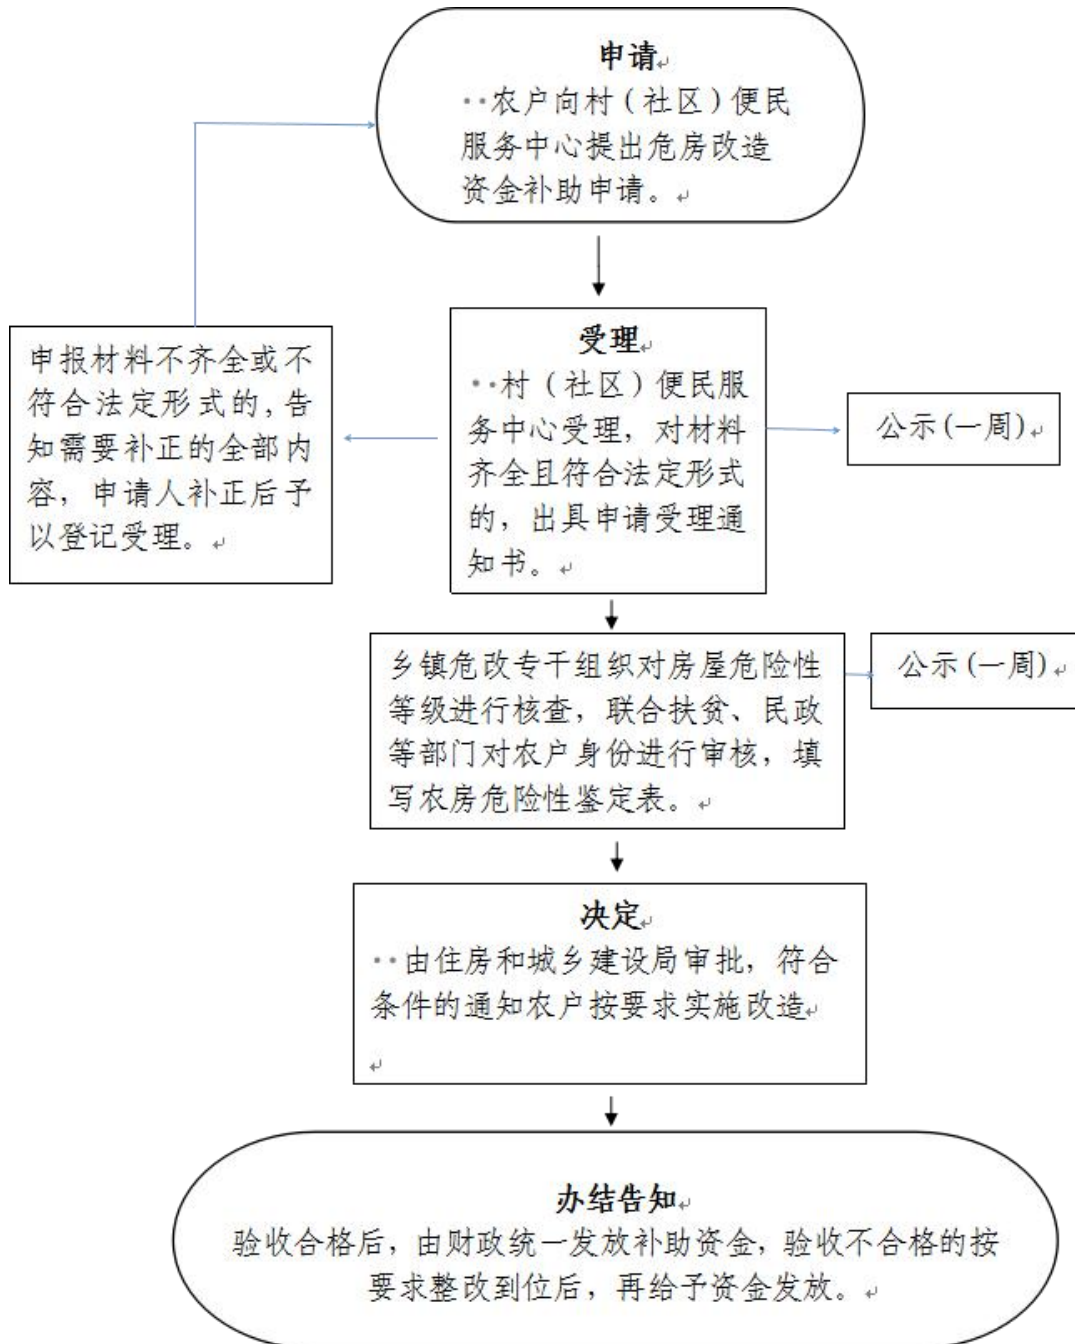 申请
农户向村（社区）便民
服务中心提出危房改造
资金补助申请。
受理
村（社区）便民服
务中心受理，对材料
齐全且符合法定形式
的，出具申请受理通
知书。
申报材料不齐全或不
符合法定形式的，告
知需要补正的全部内
容，申请人补正后予
以登记受理。
公示(一周)
乡镇危改专干组织对房屋危险性
等级进行核查，联合扶贫、民政
等部门对农户身份进行审核，填
写农房危险性鉴定表。
公示(一周)
决定
由住房和城乡建设局审批，符合
条件的通知农户按要求实施改造
办结告知
验收合格后，由财政统一发放补助资金，验收不合格的按
要求整改到位后，再给予资金发放。